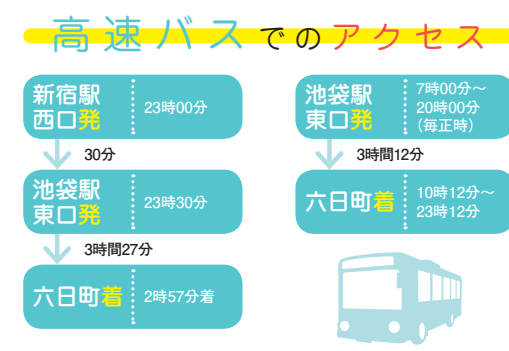 高速バスでのアクセス
新宿駅
西口発
23時00分
30分
池袋駅
東口発
23時30分
3時間27分
六日町着
2時57分着
池袋駅
東口発
7時00分～
20時00分
（毎正時）
3時間12分
六日町着
10時12分～
23時12分